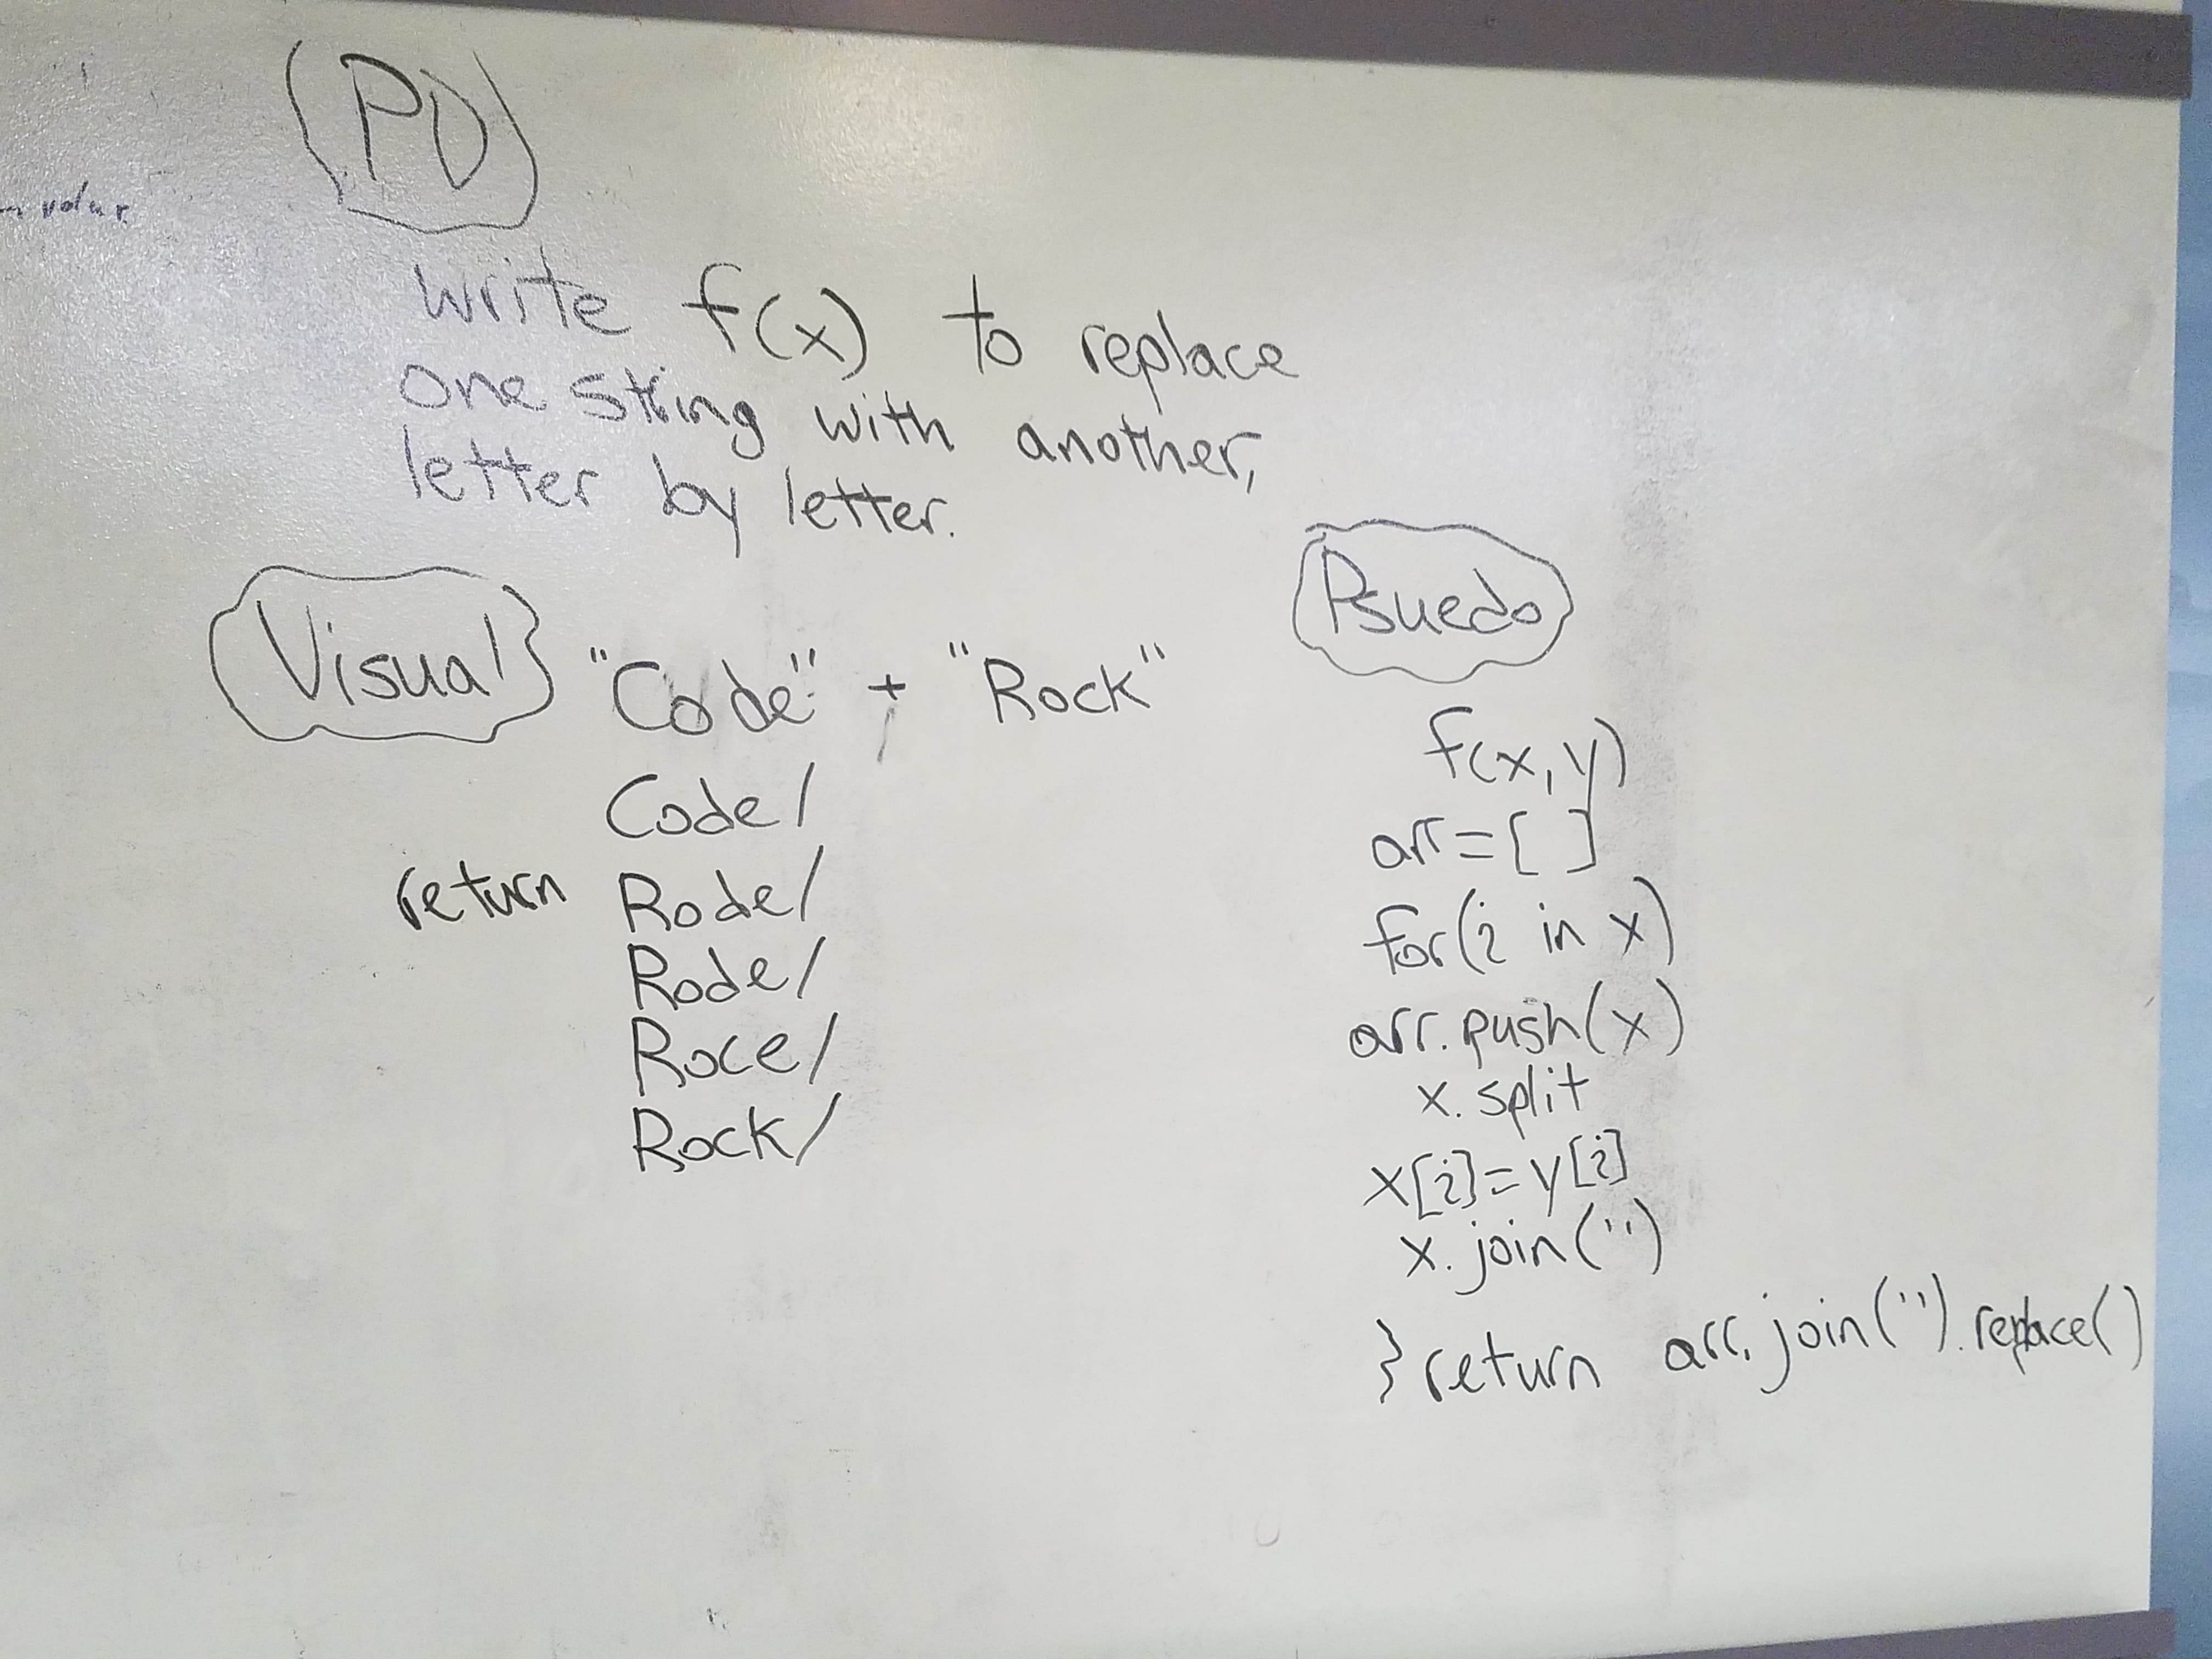 PD
write f(x) to replace
one string with another,
letter by letter.
Visual
"Code" + "Rock"
Code/
return Rode/
Rode/
Roce/
Rock/
Psuedo
f(x,y)
arr=[ ]
for(i in x)
arr.push(x)
x.split
x[i]=y[i]
x.join('')
} return arr.join('').replace()